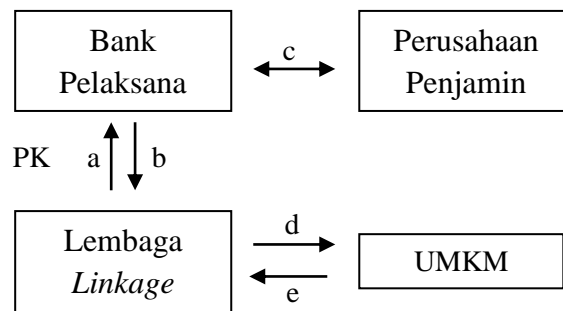 Bank
Pelaksana
c
Perusahaan
Penjamin
PK a b
Lembaga
Linkage
d
e
UMKM